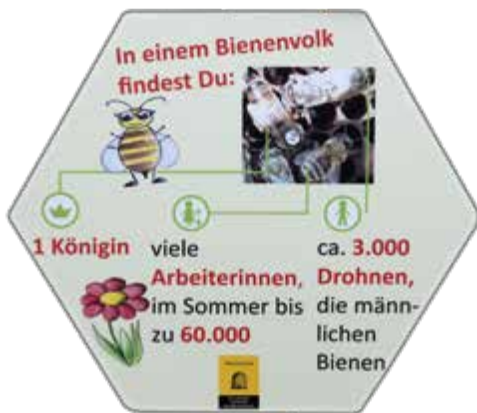 In einem Bienenvolk
findest Du:
1 Königin
viele
Arbeiterinnen,
im Sommer bis
zu 60.000
ca. 3.000
Drohnen,
die männ-
lichen
Bienen